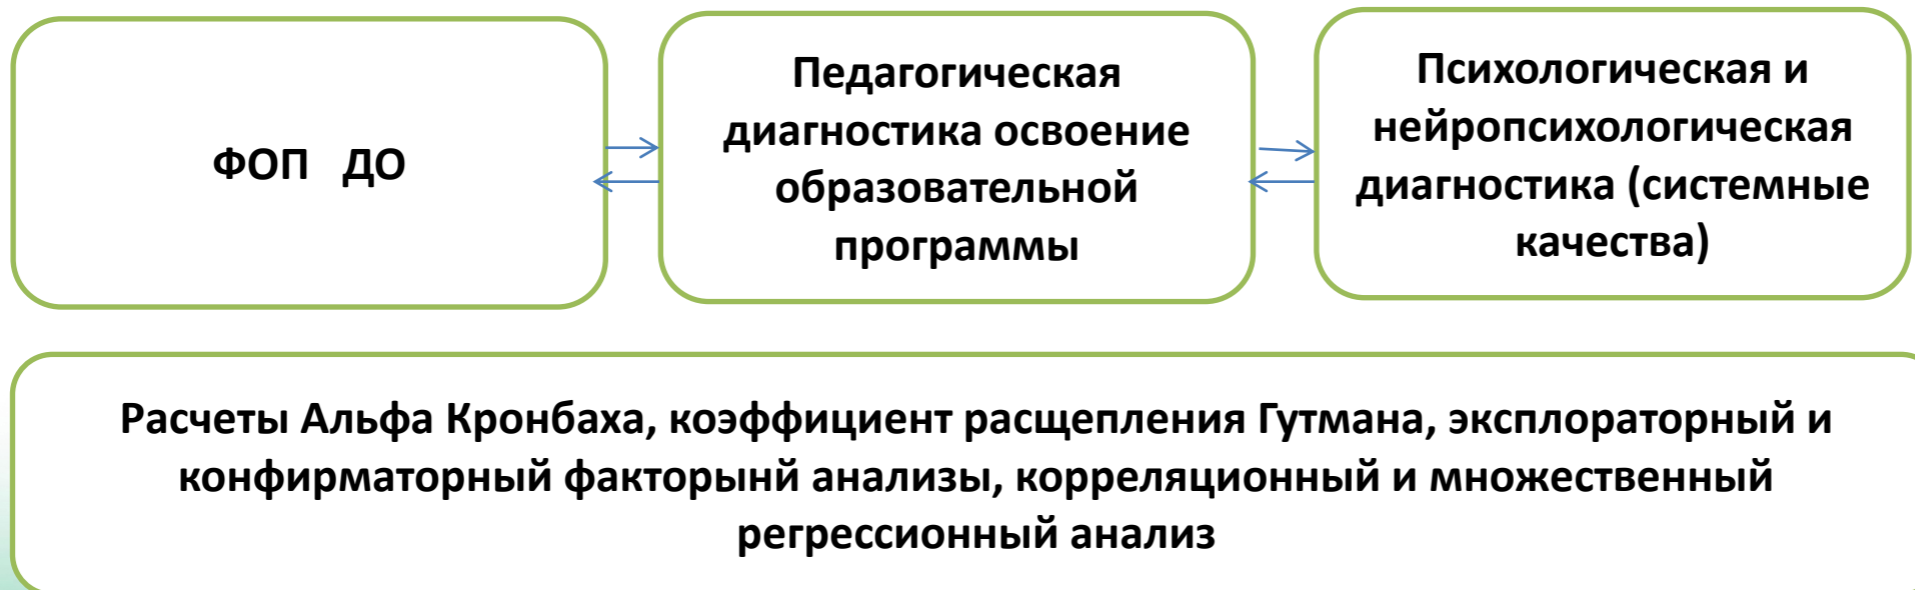 ФОП ДО
Педагогическая
диагностика освоение
образовательной
программы
Психологическая и
нейропсихологическая
диагностика (системные
качества)
Расчеты Альфа Кронбаха, коэффициент расщепления Гутмана, эксплораторный и
конфирматорный факторынй анализы, корреляционный и множественный
регрессионный анализ